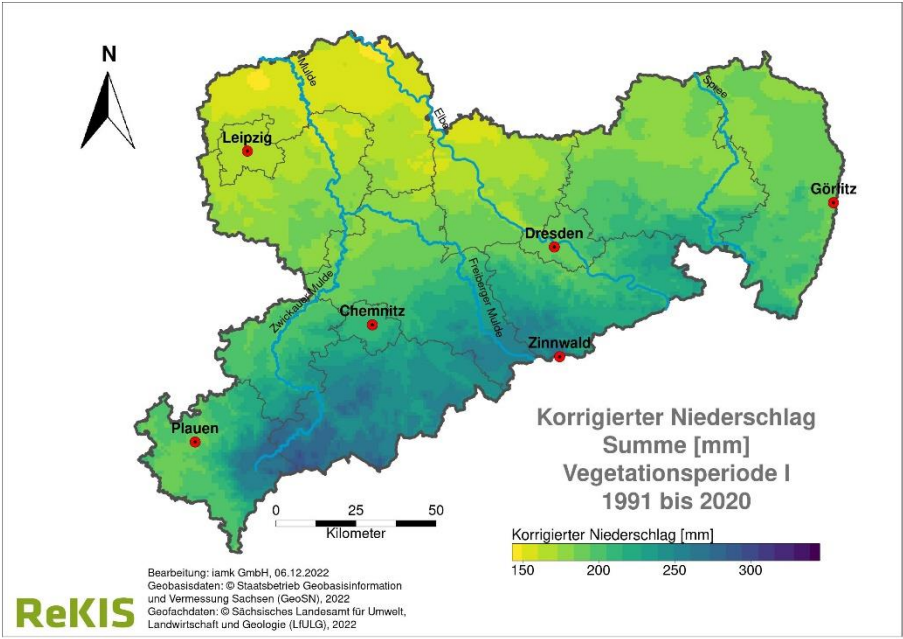 N
Mulde
Elbe
Spree
Leipzig
Görlitz
Dresden
Zwickauer Mulde
Freiberger Mulde
Chemnitz
Zinnwald
Plauen
Korrigierter Niederschlag
Summe [mm]
Vegetationsperiode I
1991 bis 2020
0 25 50
Kilometer
Korrigierter Niederschlag [mm]
150 200 250 300
Bearbeitung: iamk GmbH, 06.12.2022
Geobasisdaten: © Staatsbetrieb Geobasisinformation
und Vermessung Sachsen (GeoSN), 2022
Geofachdaten: © Sächsisches Landesamt für Umwelt,
Landwirtschaft und Geologie (LfULG), 2022
ReKIS